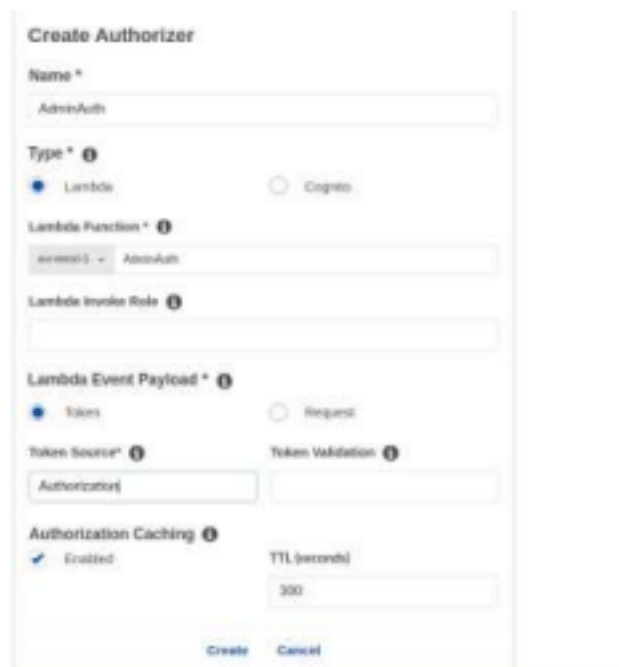 Create Authorizer
Name *
AdminAuth
Type *
Lambda Cognito
Lambda Function *
AdminAuth
Lambda Invoke Role
Lambda Event Payload *
Token Request
Token Source* Token Validation
Authorization
Authorization Caching
Enabled TTL (seconds)
300
Create Cancel